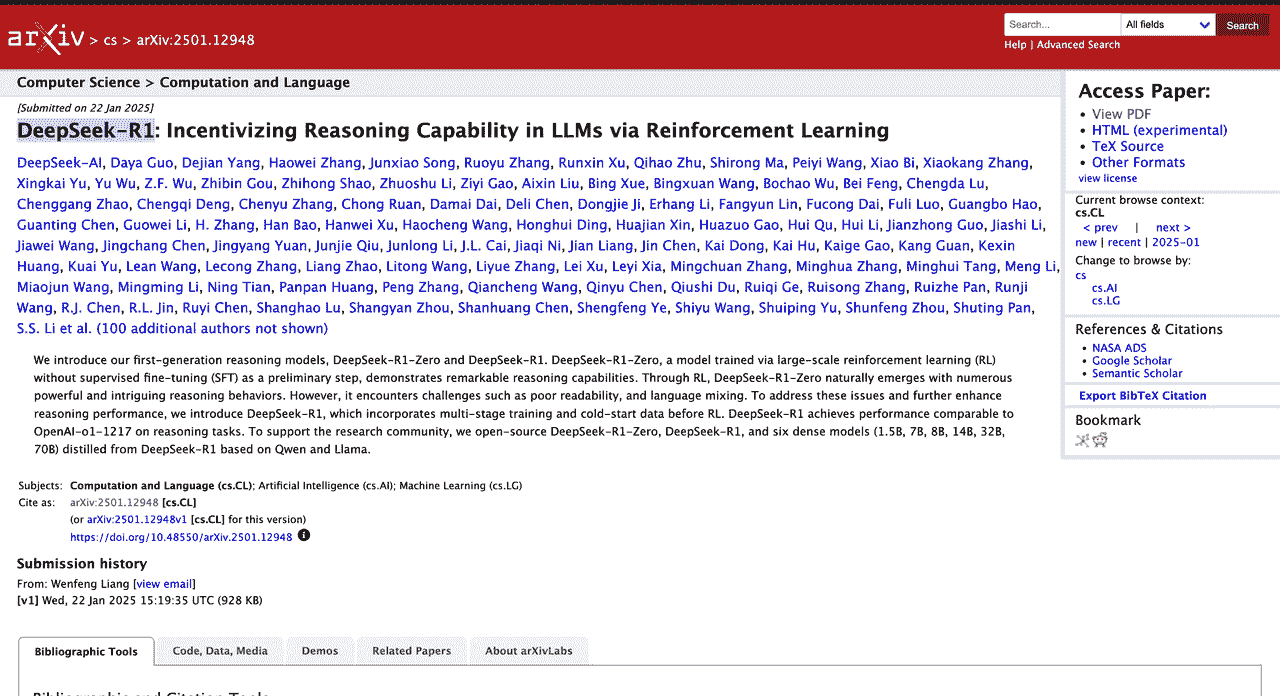 arXiv > cs > arXiv:2501.12948
Search...
All fields
Search
Help | Advanced Search
Computer Science > Computation and Language
[Submitted on 22 Jan 2025]
DeepSeek-R1: Incentivizing Reasoning Capability in LLMs via Reinforcement Learning
DeepSeek-AI, Daya Guo, Dejian Yang, Haowei Zhang, Junxiao Song, Ruoyu Zhang, Runxin Xu, Qihao Zhu, Shirong Ma, Peiyi Wang, Xiao Bi, Xiaokang Zhang,
Xingkai Yu, Yu Wu, Z.F. Wu, Zhibin Gou, Zhihong Shao, Zhuoshu Li, Ziyi Gao, Aixin Liu, Bing Xue, Bingxuan Wang, Bochao Wu, Bei Feng, Chengda Lu,
Chenggang Zhao, Chengqi Deng, Chenyu Zhang, Chong Ruan, Damai Dai, Deli Chen, Dongjie Ji, Erhang Li, Fangyun Lin, Fucong Dai, Fuli Luo, Guangbo Hao,
Guanting Chen, Guowei Li, H. Zhang, Han Bao, Hanwei Xu, Haocheng Wang, Honghui Ding, Huajian Xin, Huazuo Gao, Hui Qu, Hui Li, Jianzhong Guo, Jiashi Li,
Jiawei Wang, Jingchang Chen, Jingyang Yuan, Junjie Qiu, Junlong Li, J.L. Cai, Jiaqi Ni, Jian Liang, Jin Chen, Kai Dong, Kai Hu, Kaige Gao, Kang Guan, Kexin
Huang, Kuai Yu, Lean Wang, Lecong Zhang, Liang Zhao, Litong Wang, Liyue Zhang, Lei Xu, Leyi Xia, Mingchuan Zhang, Minghua Zhang, Minghui Tang, Meng Li,
Miaojun Wang, Mingming Li, Ning Tian, Panpan Huang, Peng Zhang, Qiancheng Wang, Qinyu Chen, Qiushi Du, Ruiqi Ge, Ruisong Zhang, Ruizhe Pan, Runji
Wang, R.J. Chen, R.L. Jin, Ruyi Chen, Shanghao Lu, Shangyan Zhou, Shanhuang Chen, Shengfeng Ye, Shiyu Wang, Shuiping Yu, Shunfeng Zhou, Shuting Pan,
S.S. Li et al. (100 additional authors not shown)
We introduce our first-generation reasoning models, DeepSeek-R1-Zero and DeepSeek-R1. DeepSeek-R1-Zero, a model trained via large-scale reinforcement learning (RL)
without supervised fine-tuning (SFT) as a preliminary step, demonstrates remarkable reasoning capabilities. Through RL, DeepSeek-R1-Zero naturally emerges with numerous
powerful and intriguing reasoning behaviors. However, it encounters challenges such as poor readability, and language mixing. To address these issues and further enhance
reasoning performance, we introduce DeepSeek-R1, which incorporates multi-stage training and cold-start data before RL. DeepSeek-R1 achieves performance comparable to
OpenAI-o1-1217 on reasoning tasks. To support the research community, we open-source DeepSeek-R1-Zero, DeepSeek-R1, and six dense models (1.5B, 7B, 8B, 14B, 32B,
70B) distilled from DeepSeek-R1 based on Qwen and Llama.
Subjects: Computation and Language (cs.CL); Artificial Intelligence (cs.AI); Machine Learning (cs.LG)
Cite as: arXiv:2501.12948 [cs.CL]
(or arXiv:2501.12948v1 [cs.CL] for this version)
https://doi.org/10.48550/arXiv.2501.12948
Submission history
From: Wenfeng Liang [view email]
[v1] Wed, 22 Jan 2025 15:19:35 UTC (928 KB)
Bibliographic Tools
Code, Data, Media
Demos
Related Papers
About arXivLabs
Bibliographic and Citation Tools
Access Paper:
View PDF
HTML (experimental)
TeX Source
Other Formats
view license
Current browse context:
cs.CL
< prev | next >
new | recent | 2025-01
Change to browse by:
cs
cs.AI
cs.LG
References & Citations
NASA ADS
Google Scholar
Semantic Scholar
Export BibTeX Citation
Bookmark